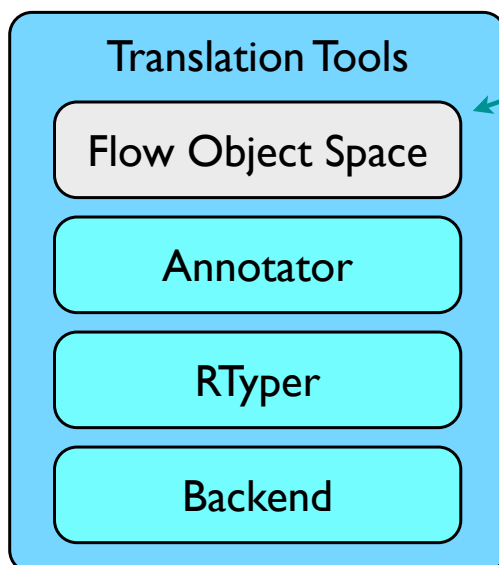 Translation Tools
Flow Object Space
Annotator
RTyper
Backend